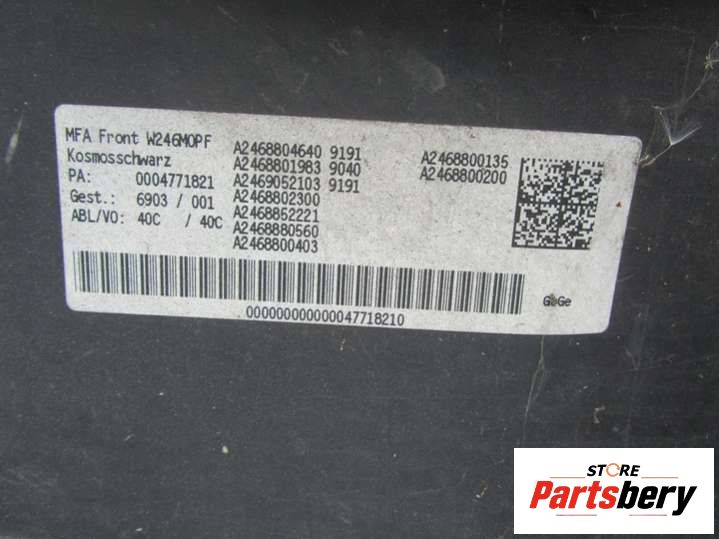 MFA Front W246MOPF
Kosmosschwarz
PA: 0004771821
Gest.: 6903 / 001
ABL/VO: 40C / 40C
A2468804640 9191
A2468801983 9040
A2469052103 9191
A2468802300
A2468852221
A2468880560
A2468800403
A2468800135
A2468800200
GeGe
00000000000047718210
STORE
Partsbery